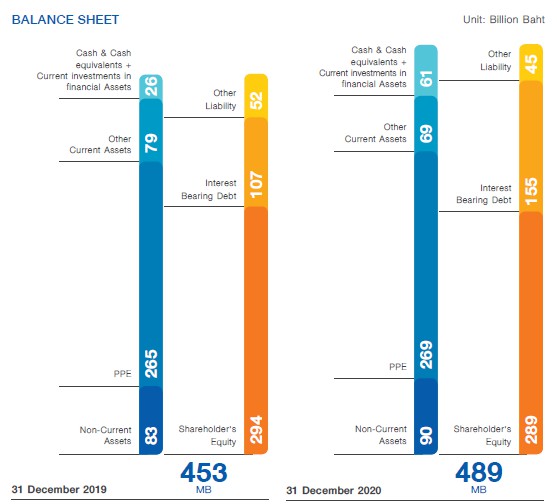 BALANCE SHEET
Unit: Billion Baht
Cash & Cash
equivalents +
Current investments in
financial Assets
26
Other
Current Assets
79
PPE
265
Non-Current
Assets
83
Other
Liability
52
Interest
Bearing Debt
107
Shareholder's
Equity
294
453
MB
31 December 2019
Cash & Cash
equivalents +
Current investments in
financial Assets
61
Other
Current Assets
69
PPE
269
Non-Current
Assets
90
Other
Liability
45
Interest
Bearing Debt
155
Shareholder's
Equity
289
489
MB
31 December 2020